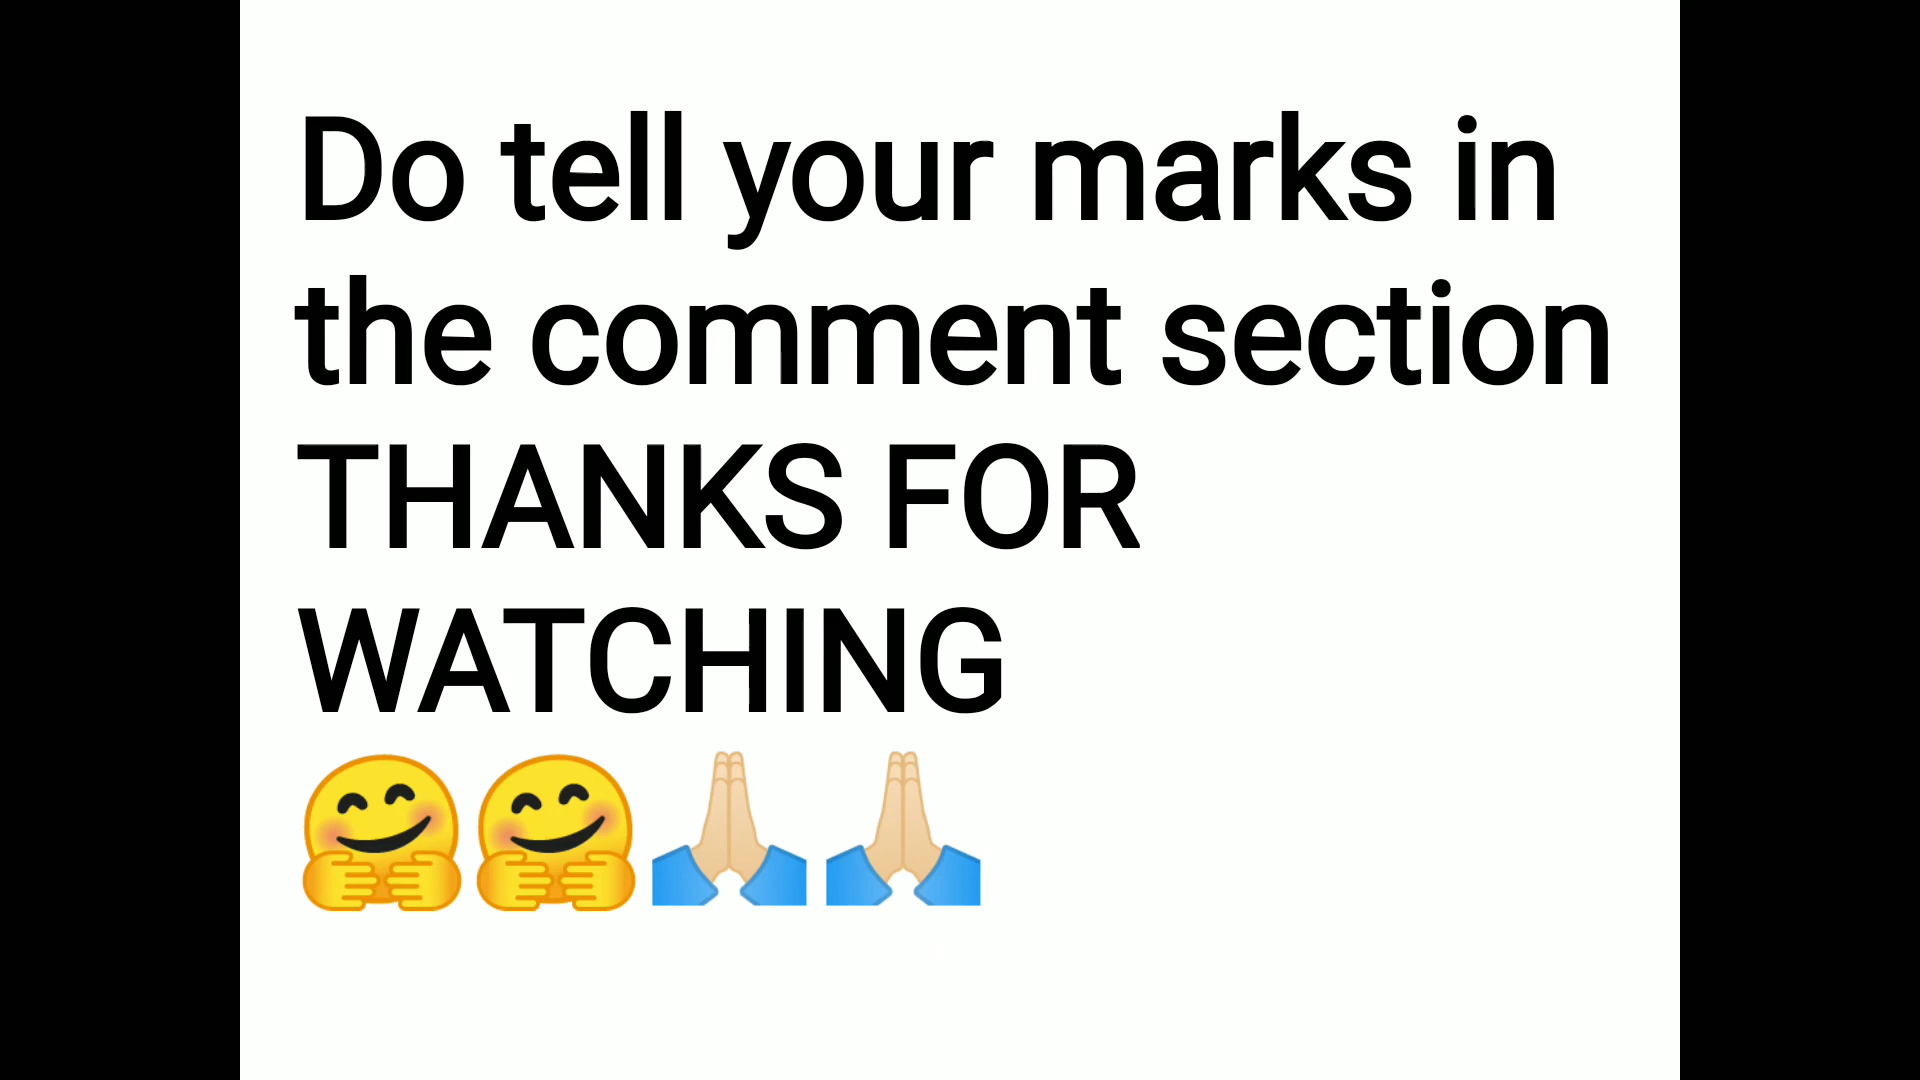 Do tell your marks in
the comment section
THANKS FOR
WATCHING
🤗🤗🙏🏻🙏🏻